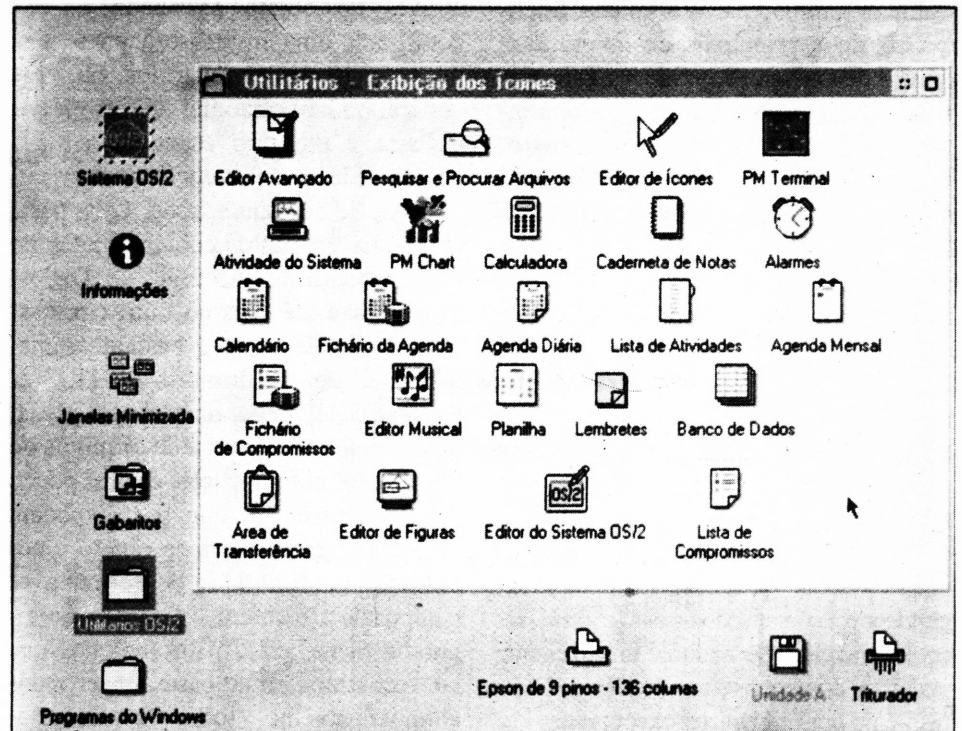 Utilitários - Exibição dos Ícones
Sistema OS/2
Editor Avançado
Pesquisar e Procurar Arquivos
Editor de Ícones
PM Terminal
Atividade do Sistema
PM Chart
Calculadora
Caderneta de Notas
Alarmes
Informações
Calendário
Fichário da Agenda
Agenda Diária
Lista de Atividades
Agenda Mensal
Janelas Minimizada
Fichário
de Compromissos
Editor Musical
Planilha
Lembretes
Banco de Dados
Gabaritos
Área de
Transferência
Editor de Figuras
OS/2
Editor do Sistema OS/2
Lista de
Compromissos
Utilitários OS/2
Epson de 9 pinos - 136 colunas
Unidade A
Triturador
Programas do Windows